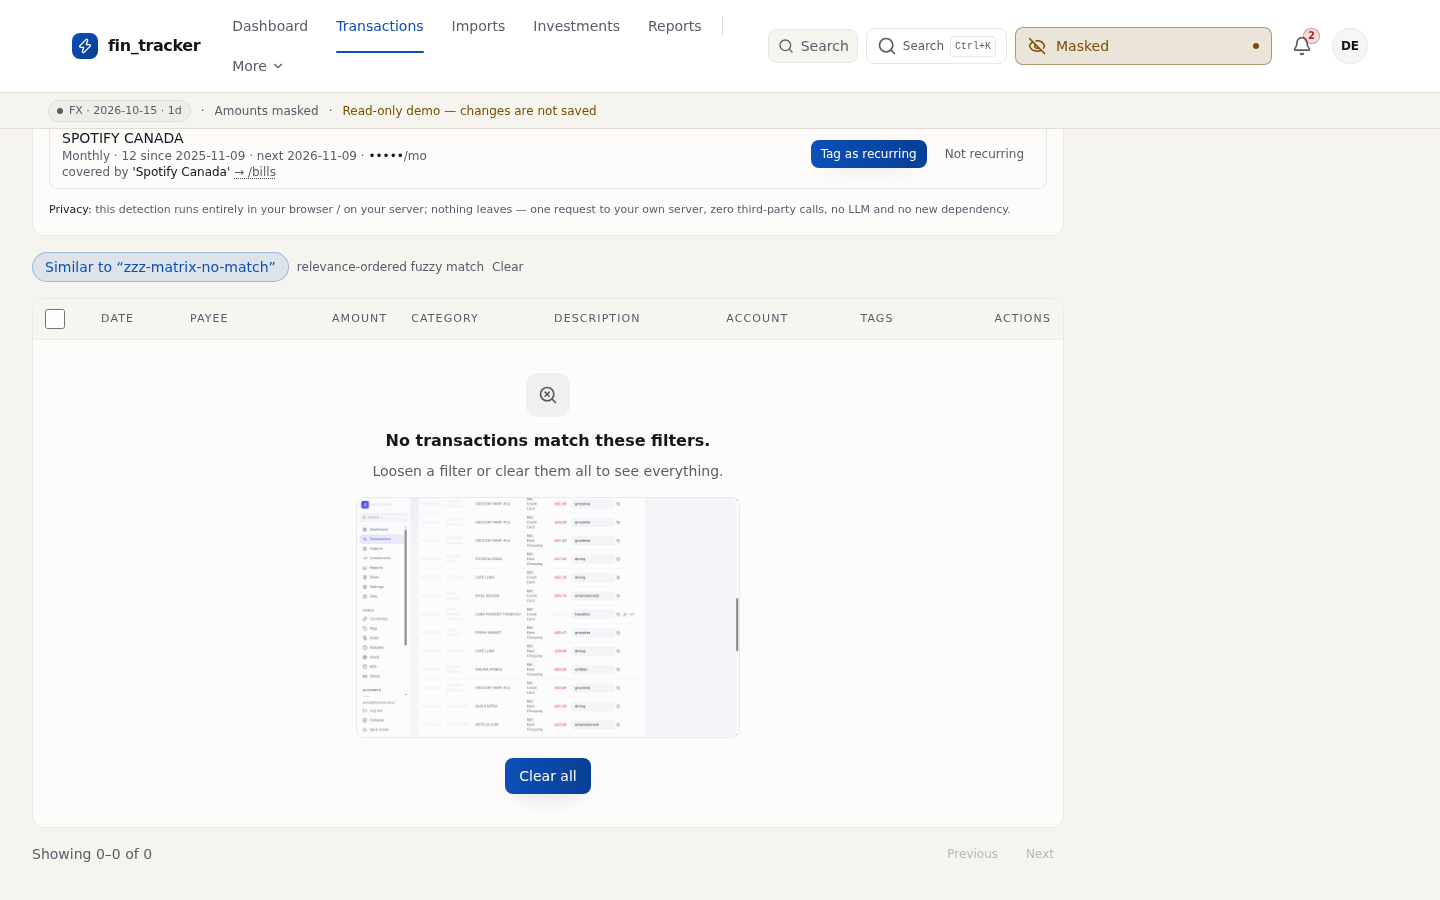 fin_tracker
Dashboard
Transactions
Imports
Investments
Reports
More
Search
Search Ctrl+K
Masked
2
DE
FX · 2026-10-15 · 1d · Amounts masked · Read-only demo — changes are not saved
SPOTIFY CANADA
Monthly · 12 since 2025-11-09 · next 2026-11-09 · •••••/mo
covered by 'Spotify Canada' → /bills
Tag as recurring
Not recurring
Privacy: this detection runs entirely in your browser / on your server; nothing leaves — one request to your own server, zero third-party calls, no LLM and no new dependency.
Similar to “zzz-matrix-no-match” relevance-ordered fuzzy match Clear
DATE PAYEE AMOUNT CATEGORY DESCRIPTION ACCOUNT TAGS ACTIONS
No transactions match these filters.
Loosen a filter or clear them all to see everything.
Clear all
Showing 0–0 of 0
Previous
Next